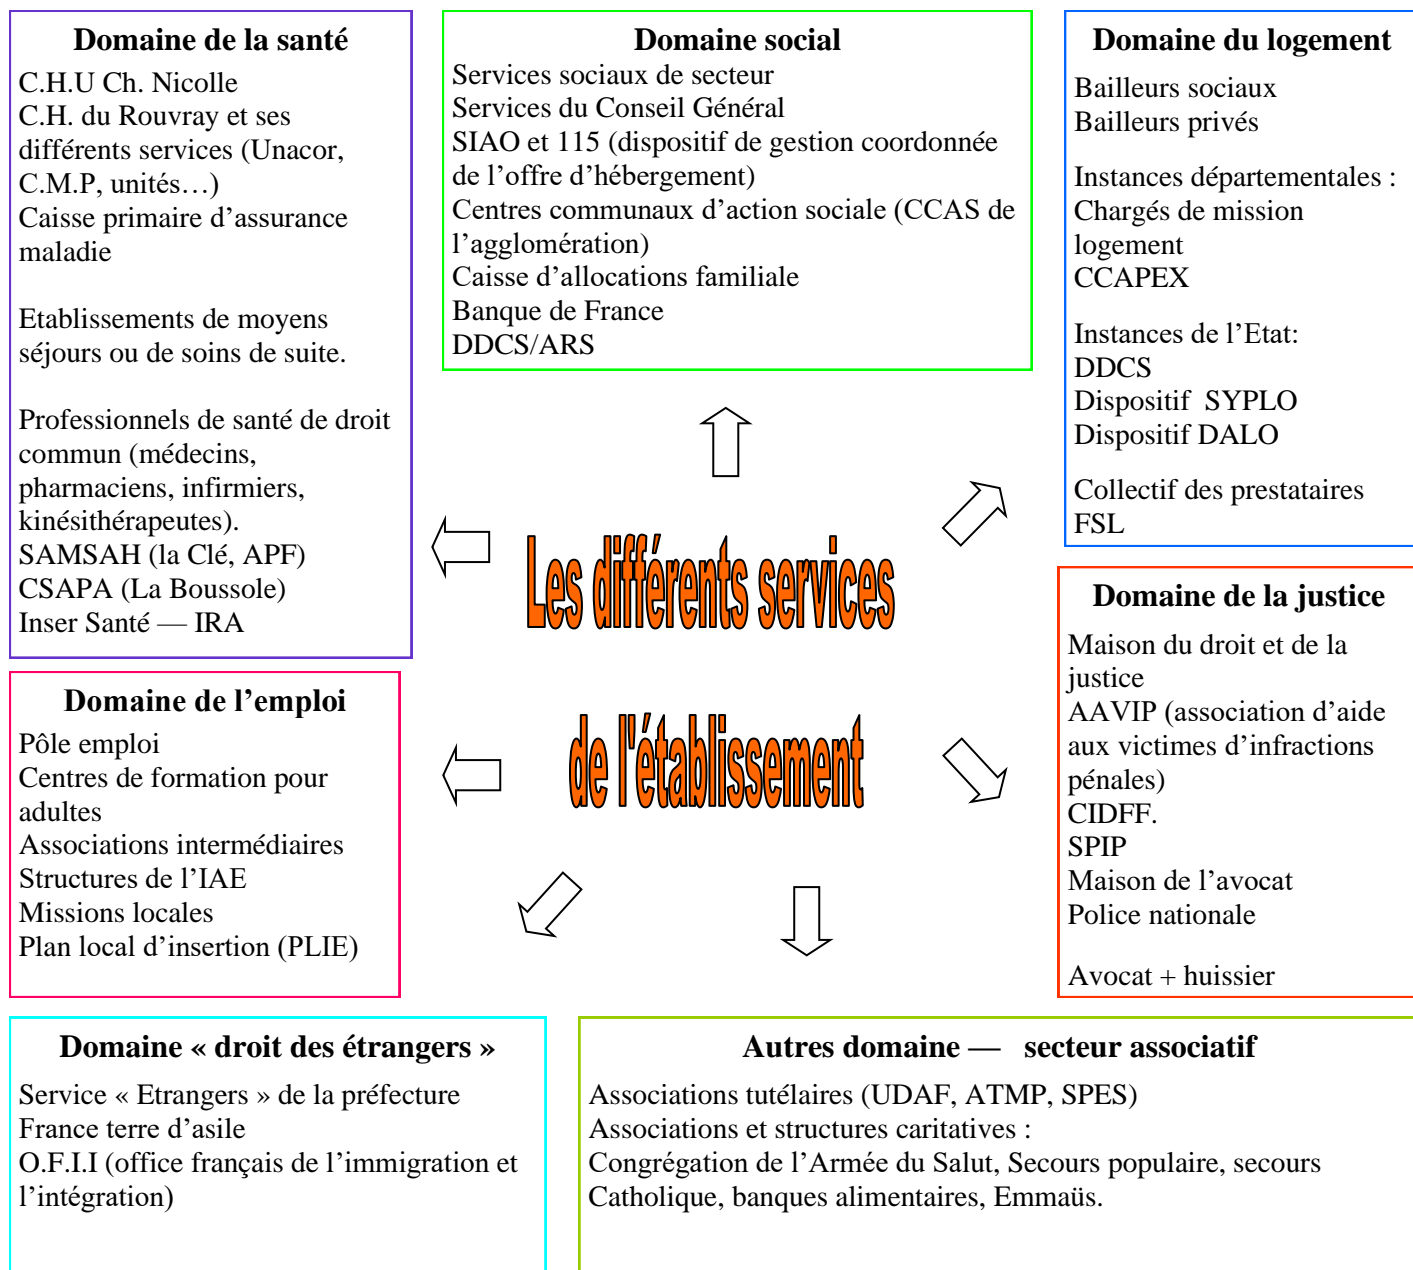 Domaine de la santé
C.H.U Ch. Nicolle
C.H. du Rouvray et ses
différents services (Unacor,
C.M.P, unités…)
Caisse primaire d’assurance
maladie
Etablissements de moyens
séjours ou de soins de suite.
Professionnels de santé de droit
commun (médecins,
pharmaciens, infirmiers,
kinésithérapeutes).
SAMSAH (la Clé, APF)
CSAPA (La Boussole)
Inser Santé — IRA
Domaine social
Services sociaux de secteur
Services du Conseil Général
SIAO et 115 (dispositif de gestion coordonnée
de l’offre d’hébergement)
Centres communaux d’action sociale (CCAS de
l’agglomération)
Caisse d’allocations familiale
Banque de France
DDCS/ARS
Domaine du logement
Bailleurs sociaux
Bailleurs privés
Instances départementales :
Chargés de mission
logement
CCAPEX
Instances de l’Etat:
DDCS
Dispositif SYPLO
Dispositif DALO
Collectif des prestataires
FSL
Les différents services
de l'établissement
Domaine de l’emploi
Pôle emploi
Centres de formation pour
adultes
Associations intermédiaires
Structures de l’IAE
Missions locales
Plan local d’insertion (PLIE)
Domaine de la justice
Maison du droit et de la
justice
AAVIP (association d’aide
aux victimes d’infractions
pénales)
CIDFF.
SPIP
Maison de l’avocat
Police nationale
Avocat + huissier
Domaine « droit des étrangers »
Service « Etrangers » de la préfecture
France terre d’asile
O.F.I.I (office français de l’immigration et
l’intégration)
Autres domaine — secteur associatif
Associations tutélaires (UDAF, ATMP, SPES)
Associations et structures caritatives :
Congrégation de l’Armée du Salut, Secours populaire, secours
Catholique, banques alimentaires, Emmaüs.